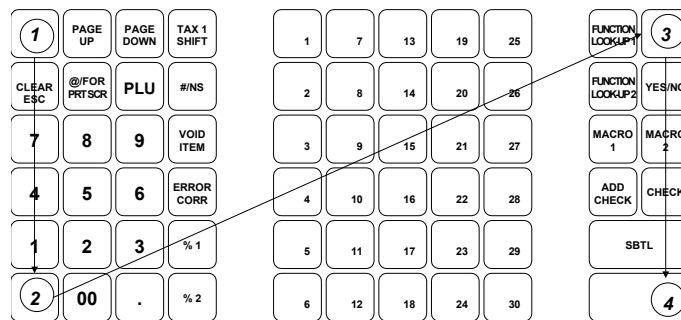 1 PAGE UP PAGE DOWN TAX 1 SHIFT 1 7 13 19 25 FUNCTION LOOK-UP1 3
CLEAR ESC @/FOR PRTSCR PLU #/NS 2 8 14 20 26 FUNCTION LOOK-UP2 YES/NO
7 8 9 VOID ITEM 3 9 15 21 27 MACRO 1 MACRO 2
4 5 6 ERROR CORR 4 10 16 22 28 ADD CHECK CHECK
1 2 3 % 1 5 11 17 23 29 SBTL
2 00 . % 2 6 12 18 24 30 4